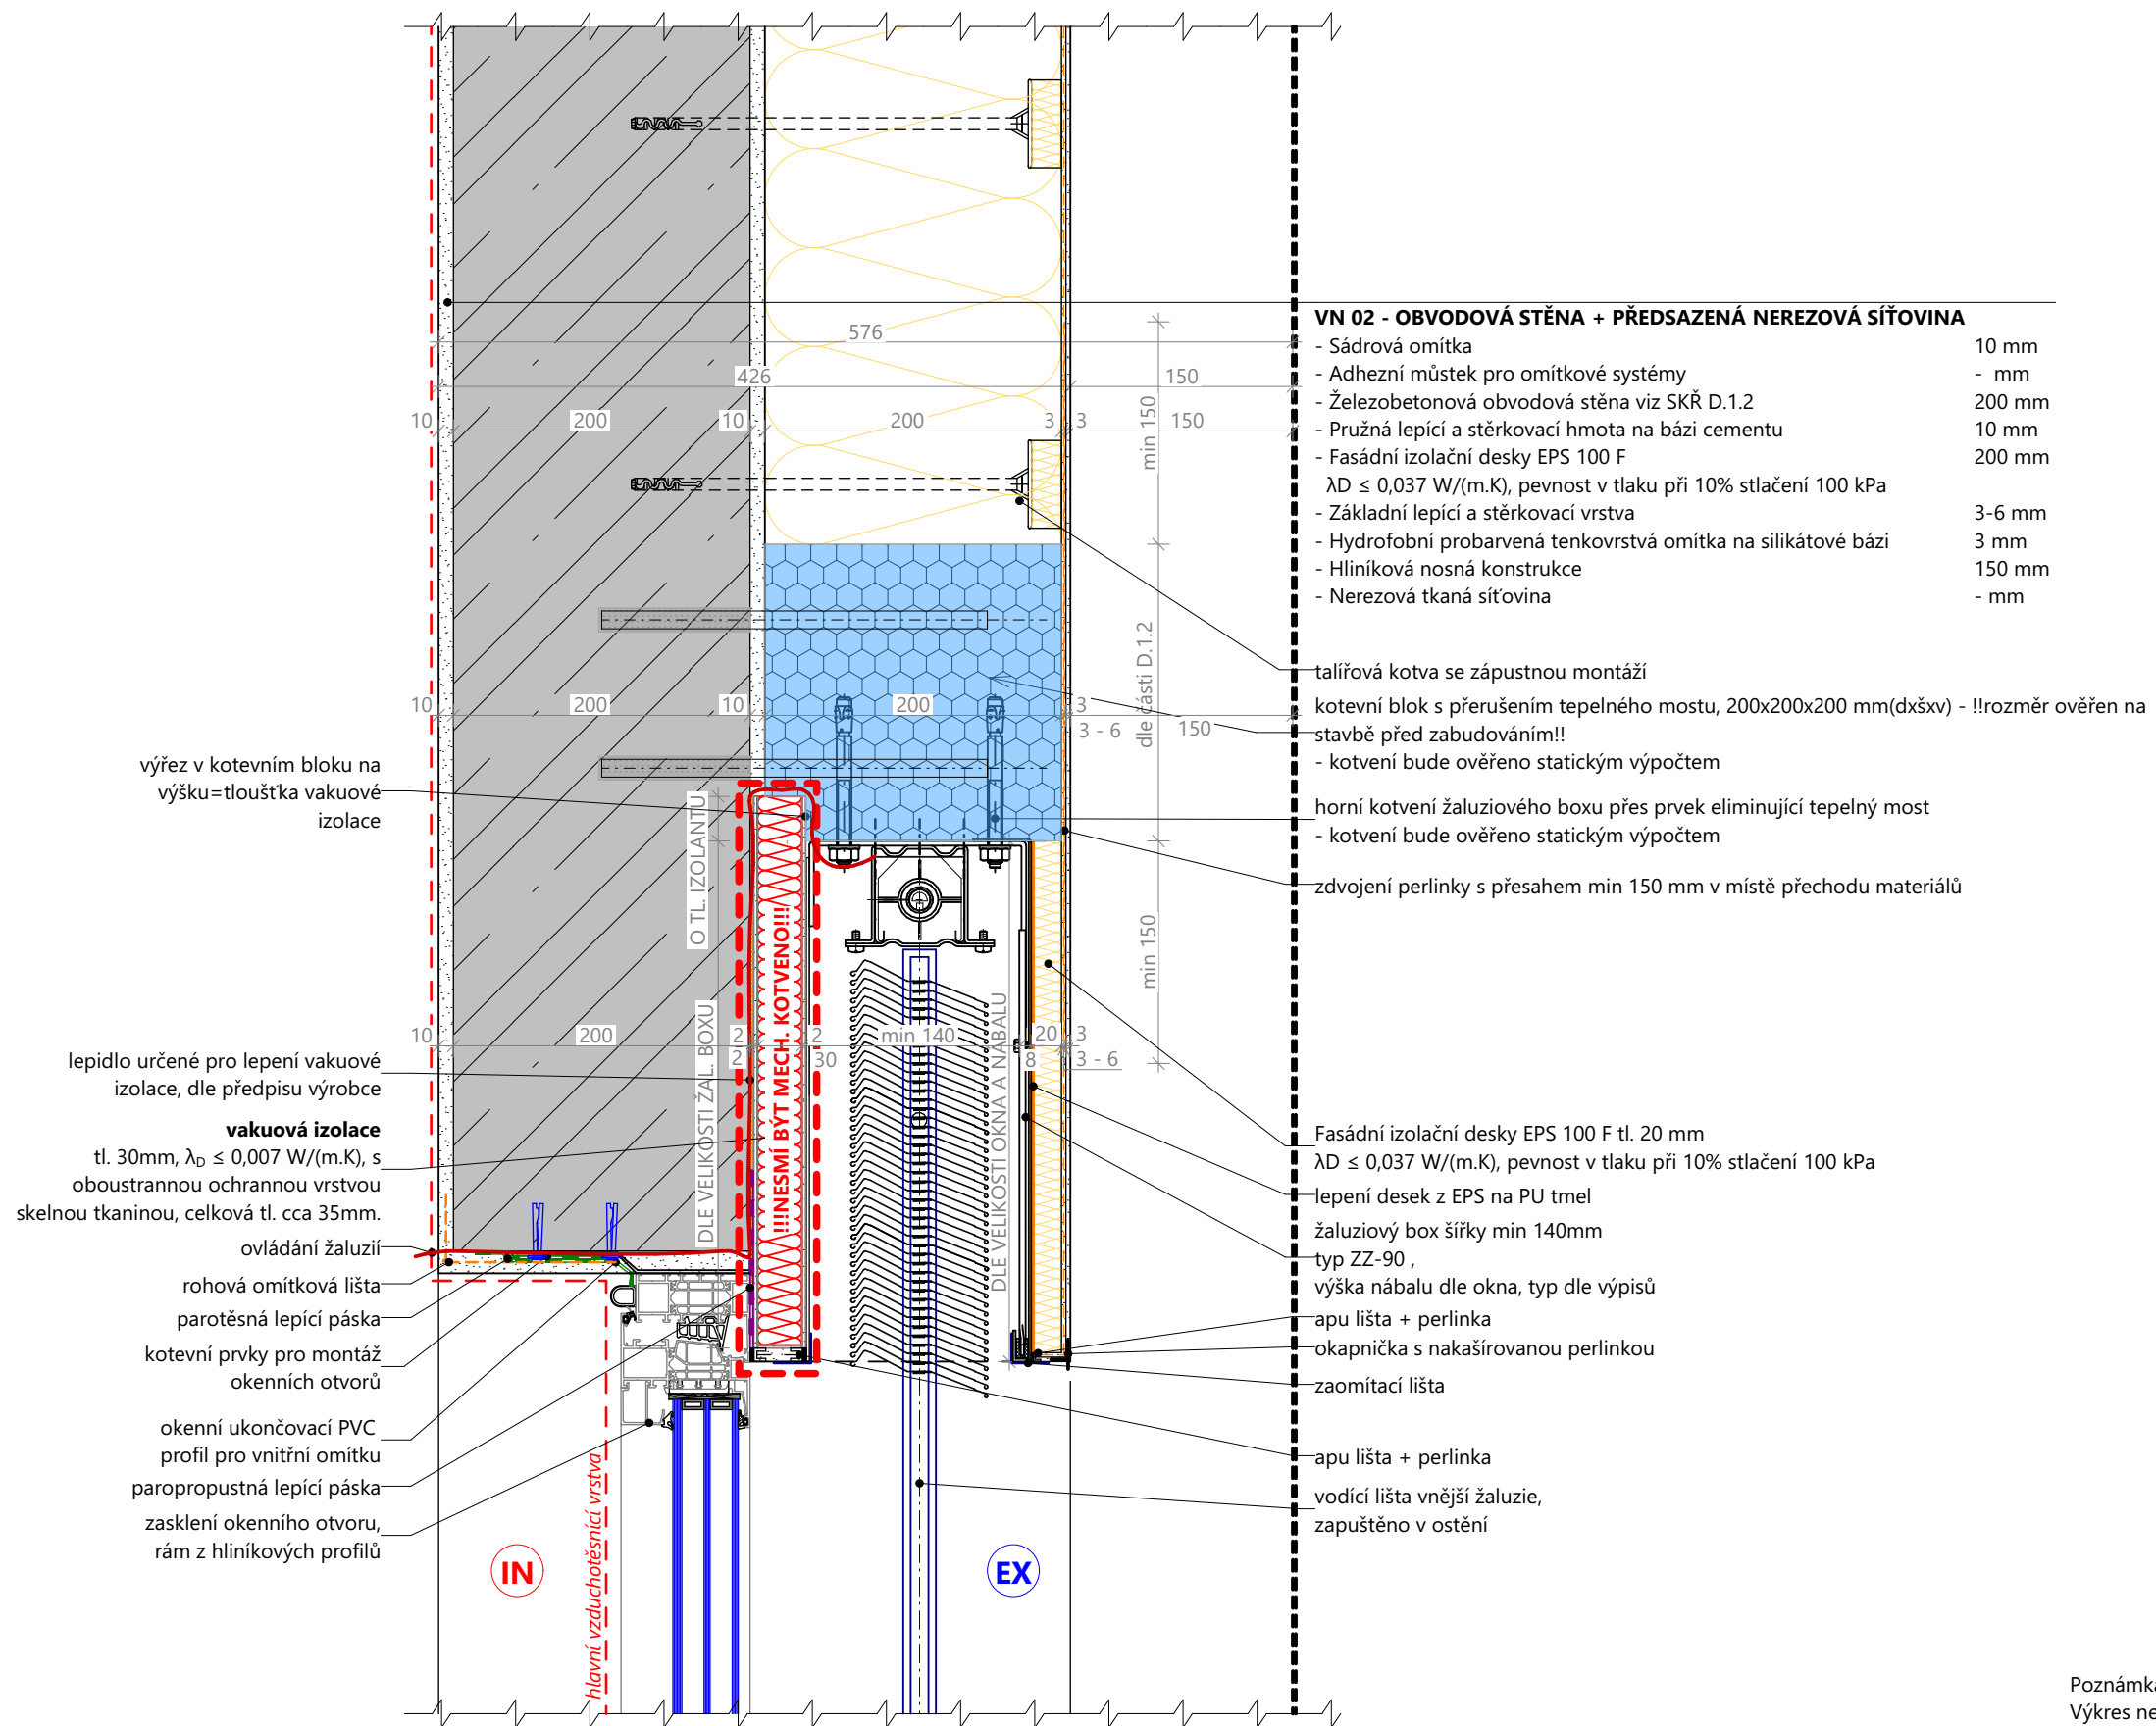 576
426
150
10
200
10
200
3
3
150
min 150
VN 02 - OBVODOVÁ STĚNA + PŘEDSAZENÁ NEREZOVÁ SÍŤOVINA
- Sádrová omítka 10 mm
- Adhezní můstek pro omítkové systémy - mm
- Železobetonová obvodová stěna viz SKŘ D.1.2 200 mm
- Pružná lepící a stěrkovací hmota na bázi cementu 10 mm
- Fasádní izolační desky EPS 100 F 200 mm
λD ≤ 0,037 W/(m.K), pevnost v tlaku při 10% stlačení 100 kPa
- Základní lepící a stěrkovací vrstva 3-6 mm
- Hydrofobní probarvená tenkovrstvá omítka na silikátové bázi 3 mm
- Hliníková nosná konstrukce 150 mm
- Nerezová tkaná síťovina - mm
talířová kotva se zápustnou montáží
kotevní blok s přerušením tepelného mostu, 200x200x200 mm(dxšxv) - !!rozměr ověřen na
stavbě před zabudováním!!
- kotvení bude ověřeno statickým výpočtem
horní kotvení žaluziového boxu přes prvek eliminující tepelný most
- kotvení bude ověřeno statickým výpočtem
zdvojení perlinky s přesahem min 150 mm v místě přechodu materiálů
dle části D.1.2
10
200
10
200
3
3 - 6
150
min 150
výřez v kotevním bloku na
výšku=tloušťka vakuové
izolace
O TL. IZOLANTU
DLE VELIKOSTI ŽAL. BOXU
!!!NESMÍ BÝT MECH. KOTVENO!!!
DLE VELIKOSTI OKNA A NÁBALU
10
200
2
2
2
30
min 140
20
8
3
3 - 6
lepidlo určené pro lepení vakuové
izolace, dle předpisu výrobce
vakuová izolace
tl. 30mm, λD ≤ 0,007 W/(m.K), s
oboustrannou ochrannou vrstvou
skelnou tkaninou, celková tl. cca 35mm.
ovládání žaluzií
rohová omítková lišta
parotěsná lepící páska
kotevní prvky pro montáž
okenních otvorů
okenní ukončovací PVC
profil pro vnitřní omítku
paropropustná lepící páska
zasklení okenního otvoru,
rám z hliníkových profilů
Fasádní izolační desky EPS 100 F tl. 20 mm
λD ≤ 0,037 W/(m.K), pevnost v tlaku při 10% stlačení 100 kPa
lepení desek z EPS na PU tmel
žaluziový box šířky min 140mm
typ ZZ-90 ,
výška nábalu dle okna, typ dle výpisů
apu lišta + perlinka
okapnička s nakašírovanou perlinkou
zaomítací lišta
apu lišta + perlinka
vodící lišta vnější žaluzie,
zapuštěno v ostění
hlavní vzduchotěsnící vrstva
IN
EX
Poznámka
Výkres ne